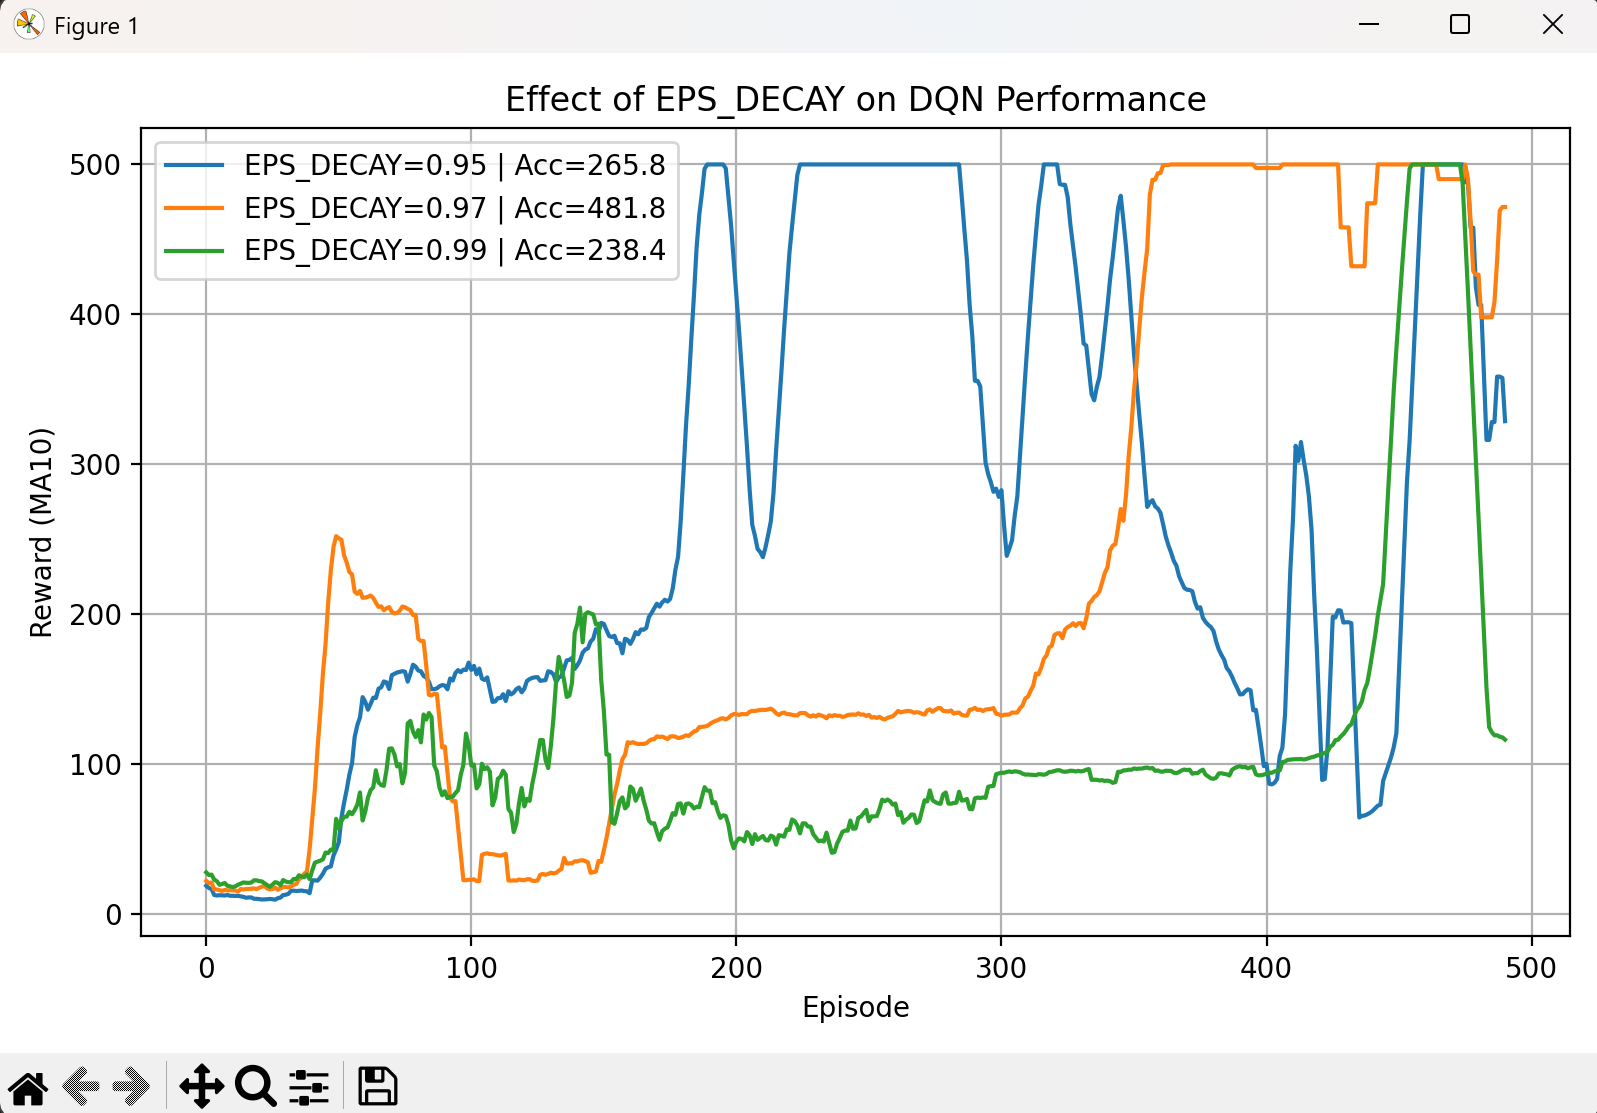 Figure 1
Effect of EPS_DECAY on DQN Performance
EPS_DECAY=0.95 | Acc=265.8
EPS_DECAY=0.97 | Acc=481.8
EPS_DECAY=0.99 | Acc=238.4
Reward (MA10)
500
400
300
200
100
0
0 100 200 300 400 500
Episode